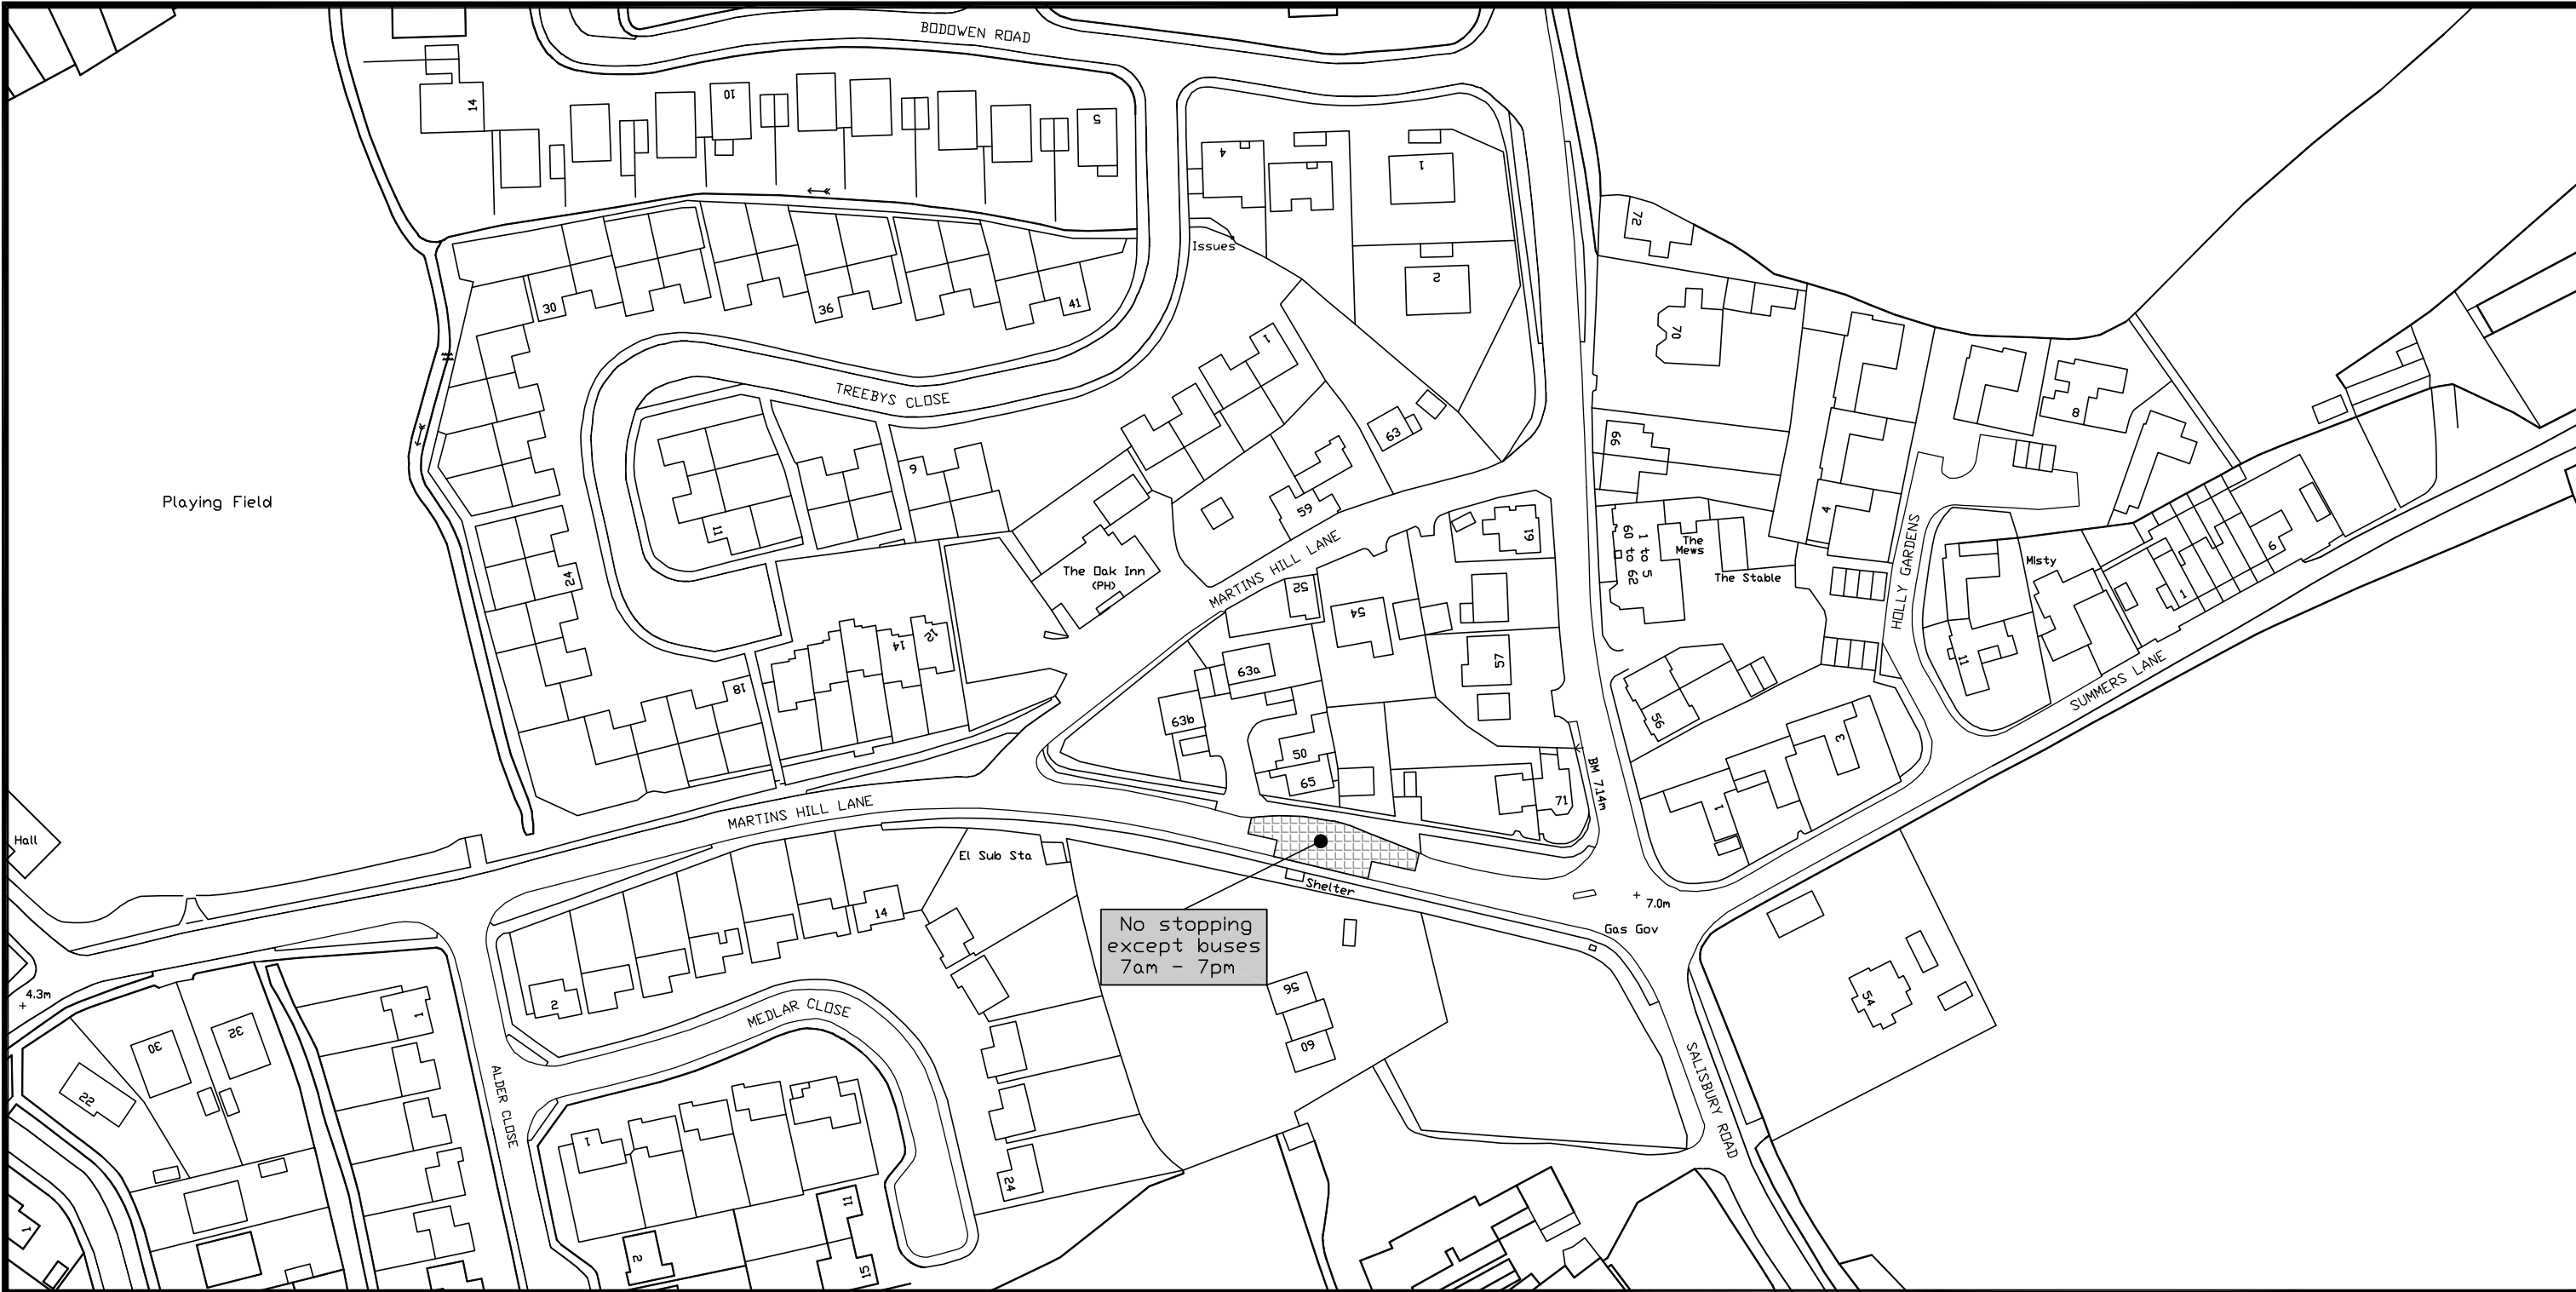 BODOWEN ROAD
14
10
5
4
1
2
72
Issues
30
36
41
70
1
TREEBYS CLOSE
63
66
8
9
11
59
4
61
Playing Field
24
The Oak Inn
(PH)
MARTINS HILL LANE
52
54
1 to 5
60 to 62
The
Mews
The Stable
HOLLY GARDENS
Misty
6
1
11
SUMMERS LANE
12
14
18
63a
63b
57
56
50
65
71
BM 7.14m
3
1
MARTINS HILL LANE
Hall
El Sub Sta
Shelter
14
2
No stopping
except buses
7am - 7pm
7.0m
Gas Gov
4.3m
1
32
30
22
MEDLAR CLOSE
ALDER CLOSE
56
60
54
SALISBURY ROAD
1
24
11
2
15
1